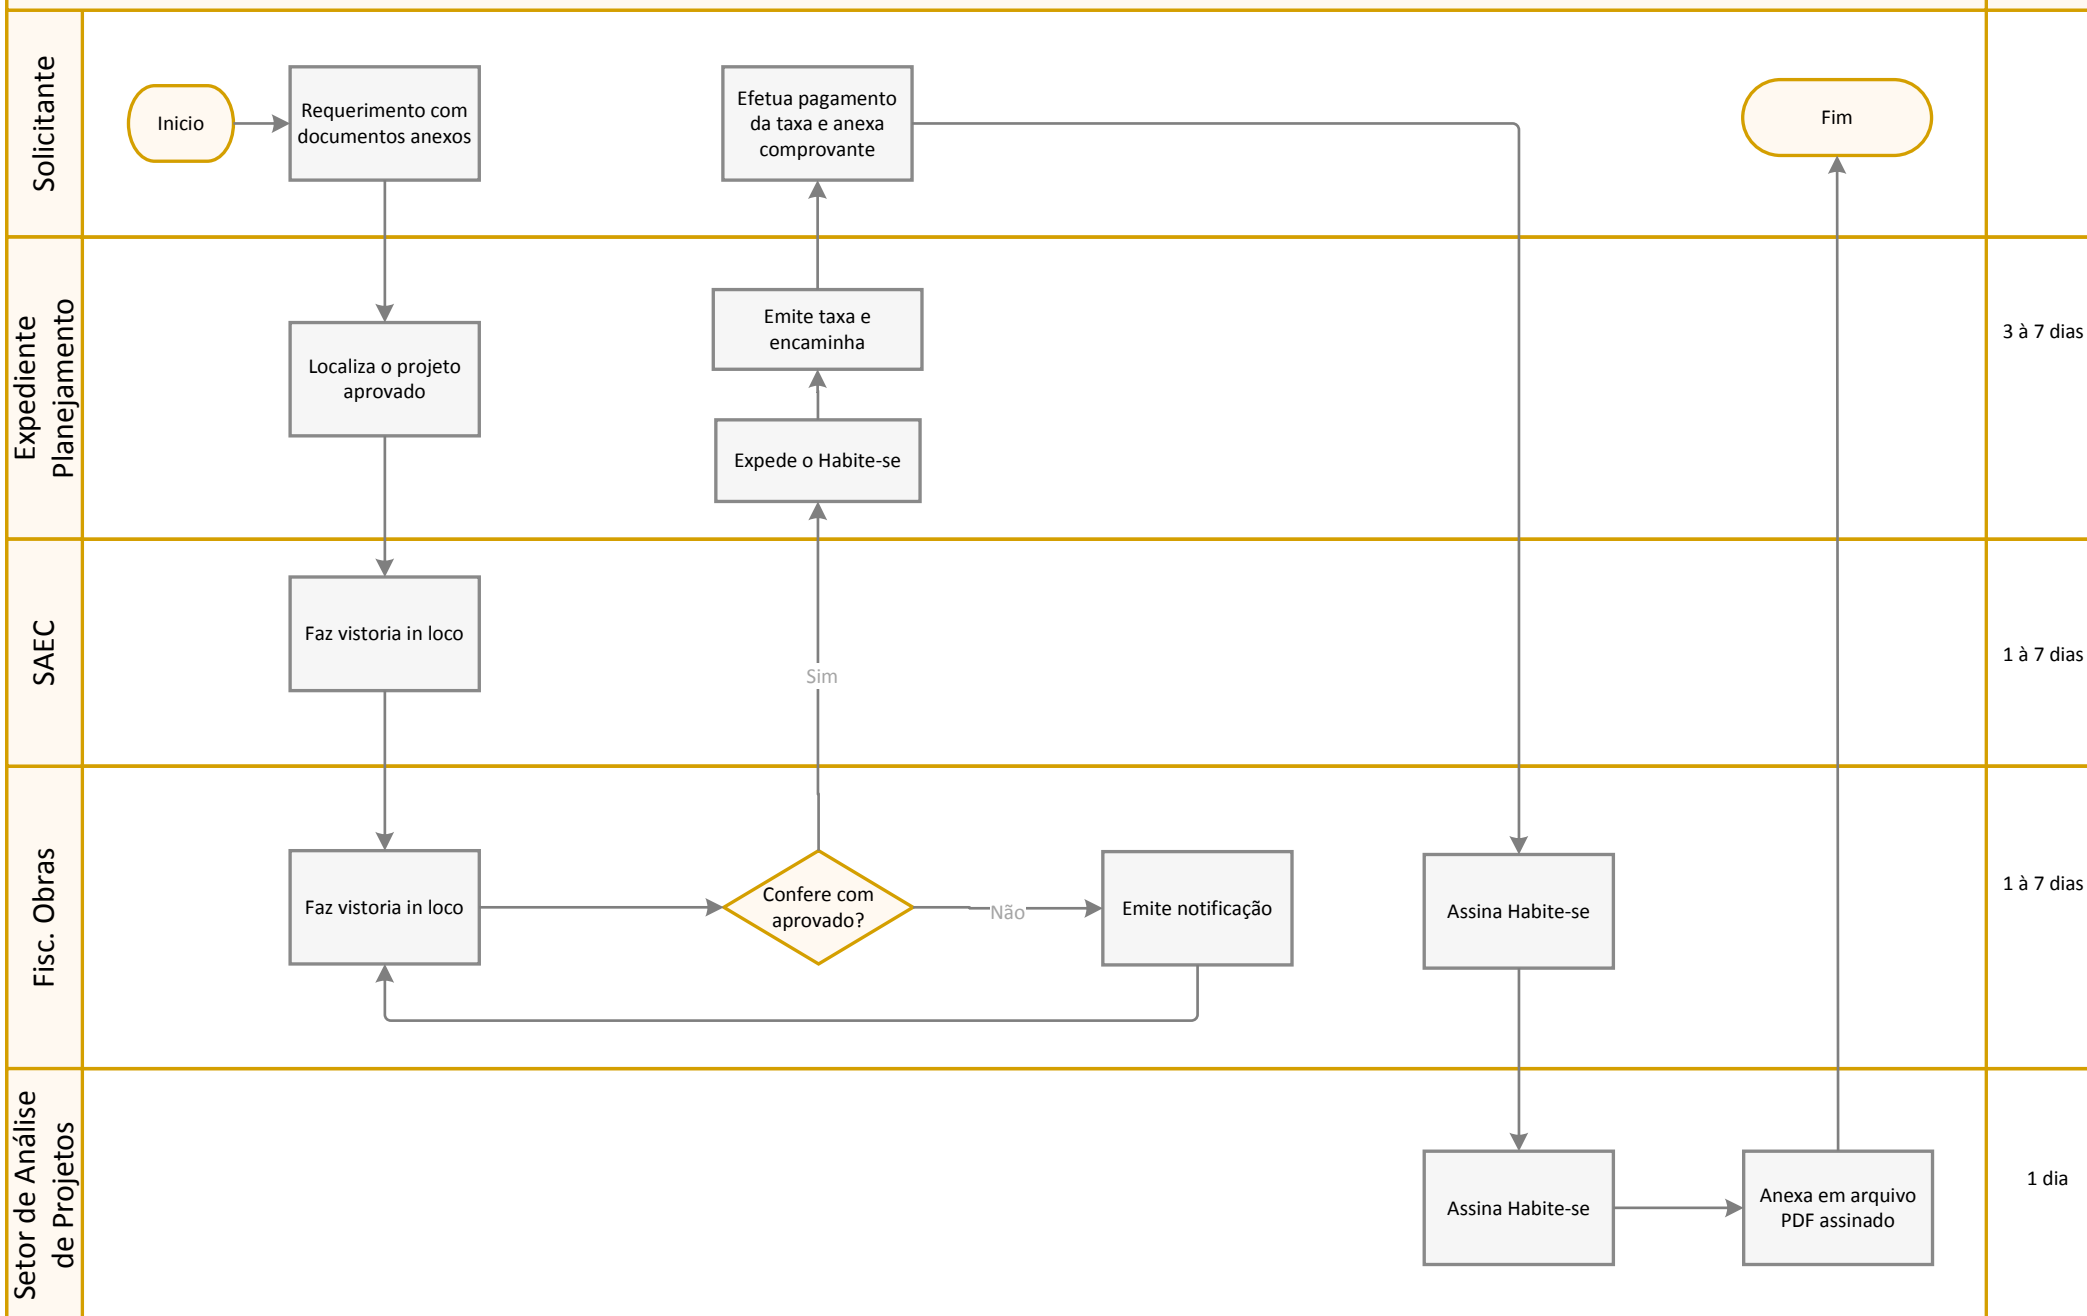 Solicitante
Inicio
Requerimento com
documentos anexos
Efetua pagamento
da taxa e anexa
comprovante
Fim
Expediente
Planejamento
Localiza o projeto
aprovado
Emite taxa e
encaminha
Expede o Habite-se
3 à 7 dias
SAEC
Faz vistoria in loco
Sim
1 à 7 dias
Fisc. Obras
Faz vistoria in loco
Confere com
aprovado?
Não
Emite notificação
Assina Habite-se
1 à 7 dias
Setor de Análise
de Projetos
Assina Habite-se
Anexa em arquivo
PDF assinado
1 dia